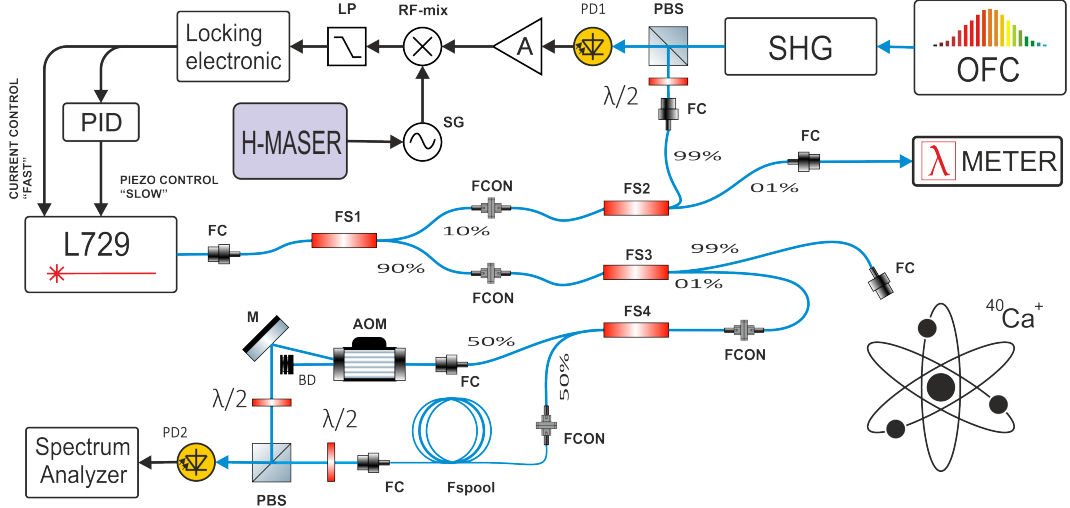 LP
RF-mix
PD1
PBS
Locking
electronic
A
SHG
OFC
λ/2
FC
CURRENT CONTROL
"FAST"
PID
H-MASER
SG
99%
FC
λ METER
PIEZO CONTROL
"SLOW"
FCON
FS2
01%
L729
FC
FS1
10%
90%
FCON
FS3
99%
01%
FC
M
AOM
50%
FS4
FCON
40Ca+
BD
FC
50%
λ/2
λ/2
FCON
Spectrum
Analyzer
PD2
PBS
FC
Fspool